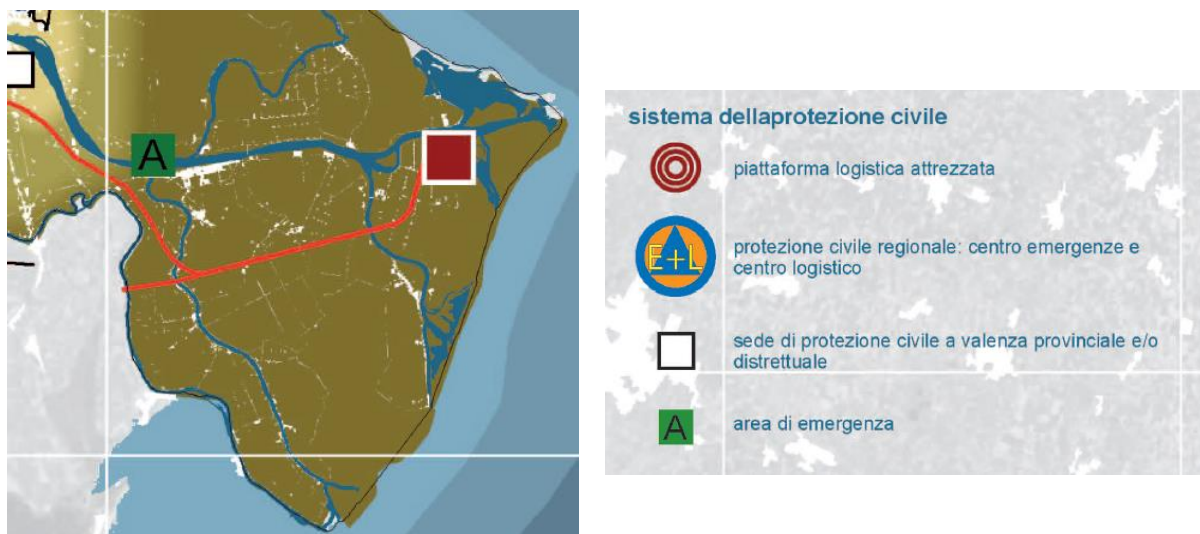 A
sistema dellaprotezione civile
piattaforma logistica attrezzata
E+L
protezione civile regionale: centro emergenze e
centro logistico
sede di protezione civile a valenza provinciale e/o
distrettuale
A
area di emergenza